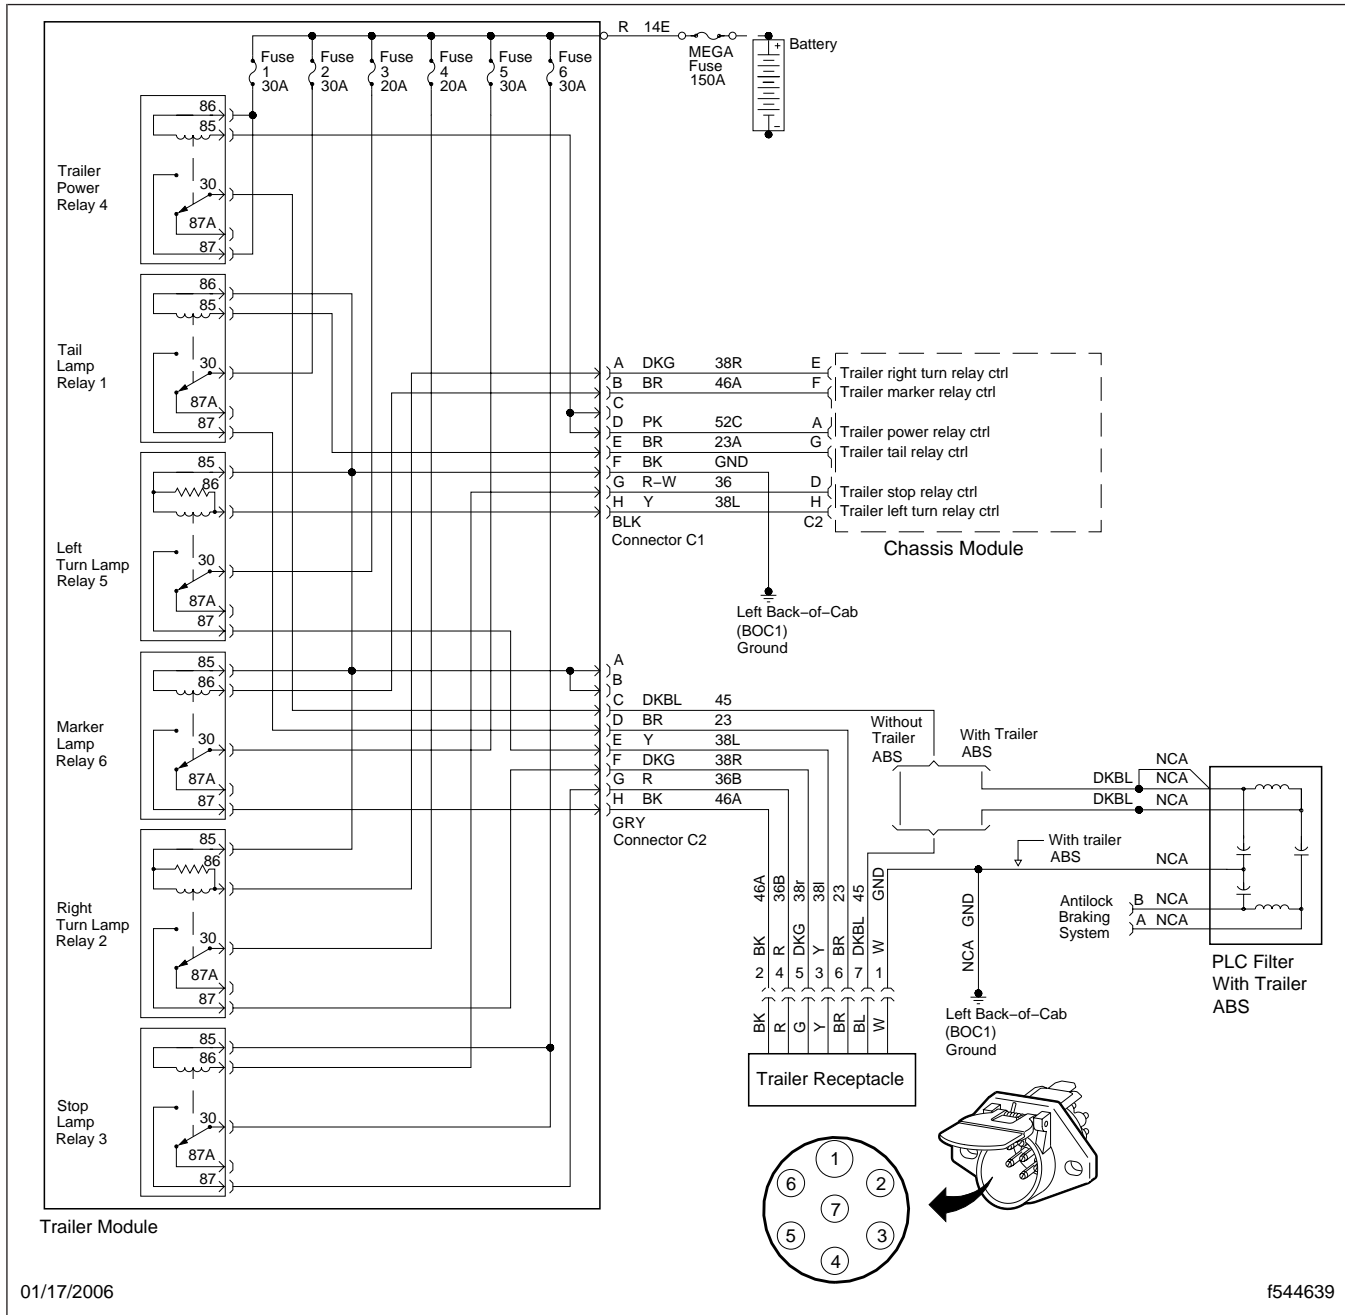 R 14E
Battery
+
−
MEGA
Fuse
150A
Fuse
1
30A
Fuse
2
30A
Fuse
3
20A
Fuse
4
20A
Fuse
5
30A
Fuse
6
30A
Trailer
Power
Relay 4
86
85
30
87A
87
Tail
Lamp
Relay 1
86
85
30
87A
87
Left
Turn Lamp
Relay 5
85
86
30
87A
87
Marker
Lamp
Relay 6
85
86
30
87A
87
Right
Turn Lamp
Relay 2
85
86
30
87A
87
Stop
Lamp
Relay 3
85
86
30
87A
87
Trailer Module
A DKG 38R E Trailer right turn relay ctrl
B BR 46A F Trailer marker relay ctrl
C
D PK 52C A Trailer power relay ctrl
E BR 23A G Trailer tail relay ctrl
F BK GND
G R−W 36 D Trailer stop relay ctrl
H Y 38L H Trailer left turn relay ctrl
BLK C2
Connector C1
Chassis Module
Left Back−of−Cab
(BOC1)
Ground
A
B
C DKBL 45
D BR 23
E Y 38L
F DKG 38R
G R 36B
H BK 46A
GRY
Connector C2
Without
Trailer
ABS
With Trailer
ABS
NCA
DKBL NCA
DKBL NCA
With trailer
ABS
NCA
Antilock
Braking
System
B NCA
A NCA
PLC Filter
With Trailer
ABS
NCA GND
Left Back−of−Cab
(BOC1)
Ground
BK 2 BK 46A
R 4 R 36B
G 5 DKG 38r
Y 3 Y 38l
BR 6 BR 23
BL 7 DKBL 45
W 1 W GND
Trailer Receptacle
1
6
2
7
5
3
4
01/17/2006
f544639